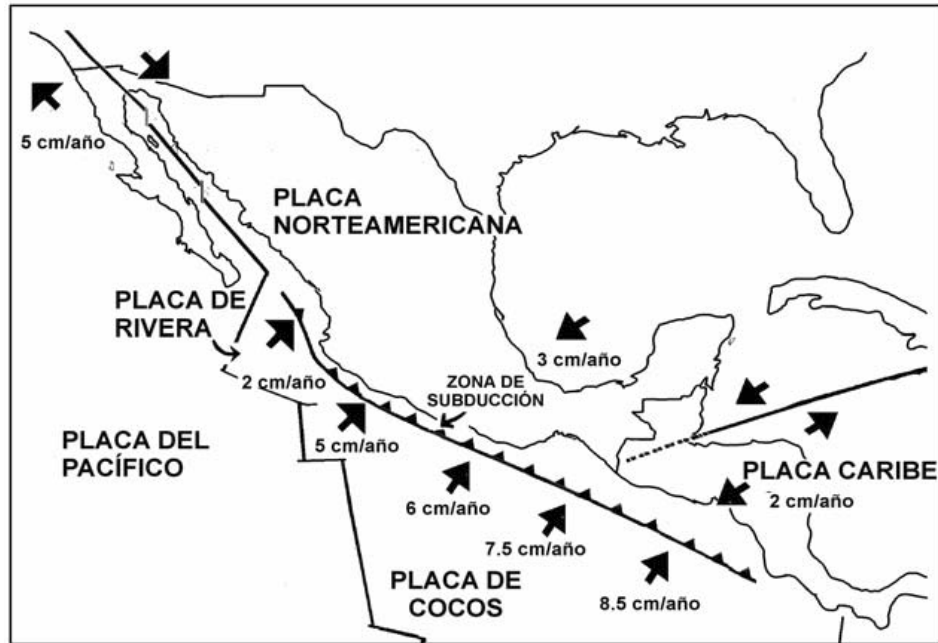 5 cm/año
PLACA
NORTEAMERICANA
PLACA DE
RIVERA
3 cm/año
2 cm/año
ZONA DE
SUBDUCCIÓN
5 cm/año
PLACA DEL
PACÍFICO
PLACA CARIBE
2 cm/año
6 cm/año
7.5 cm/año
PLACA DE
COCOS
8.5 cm/año